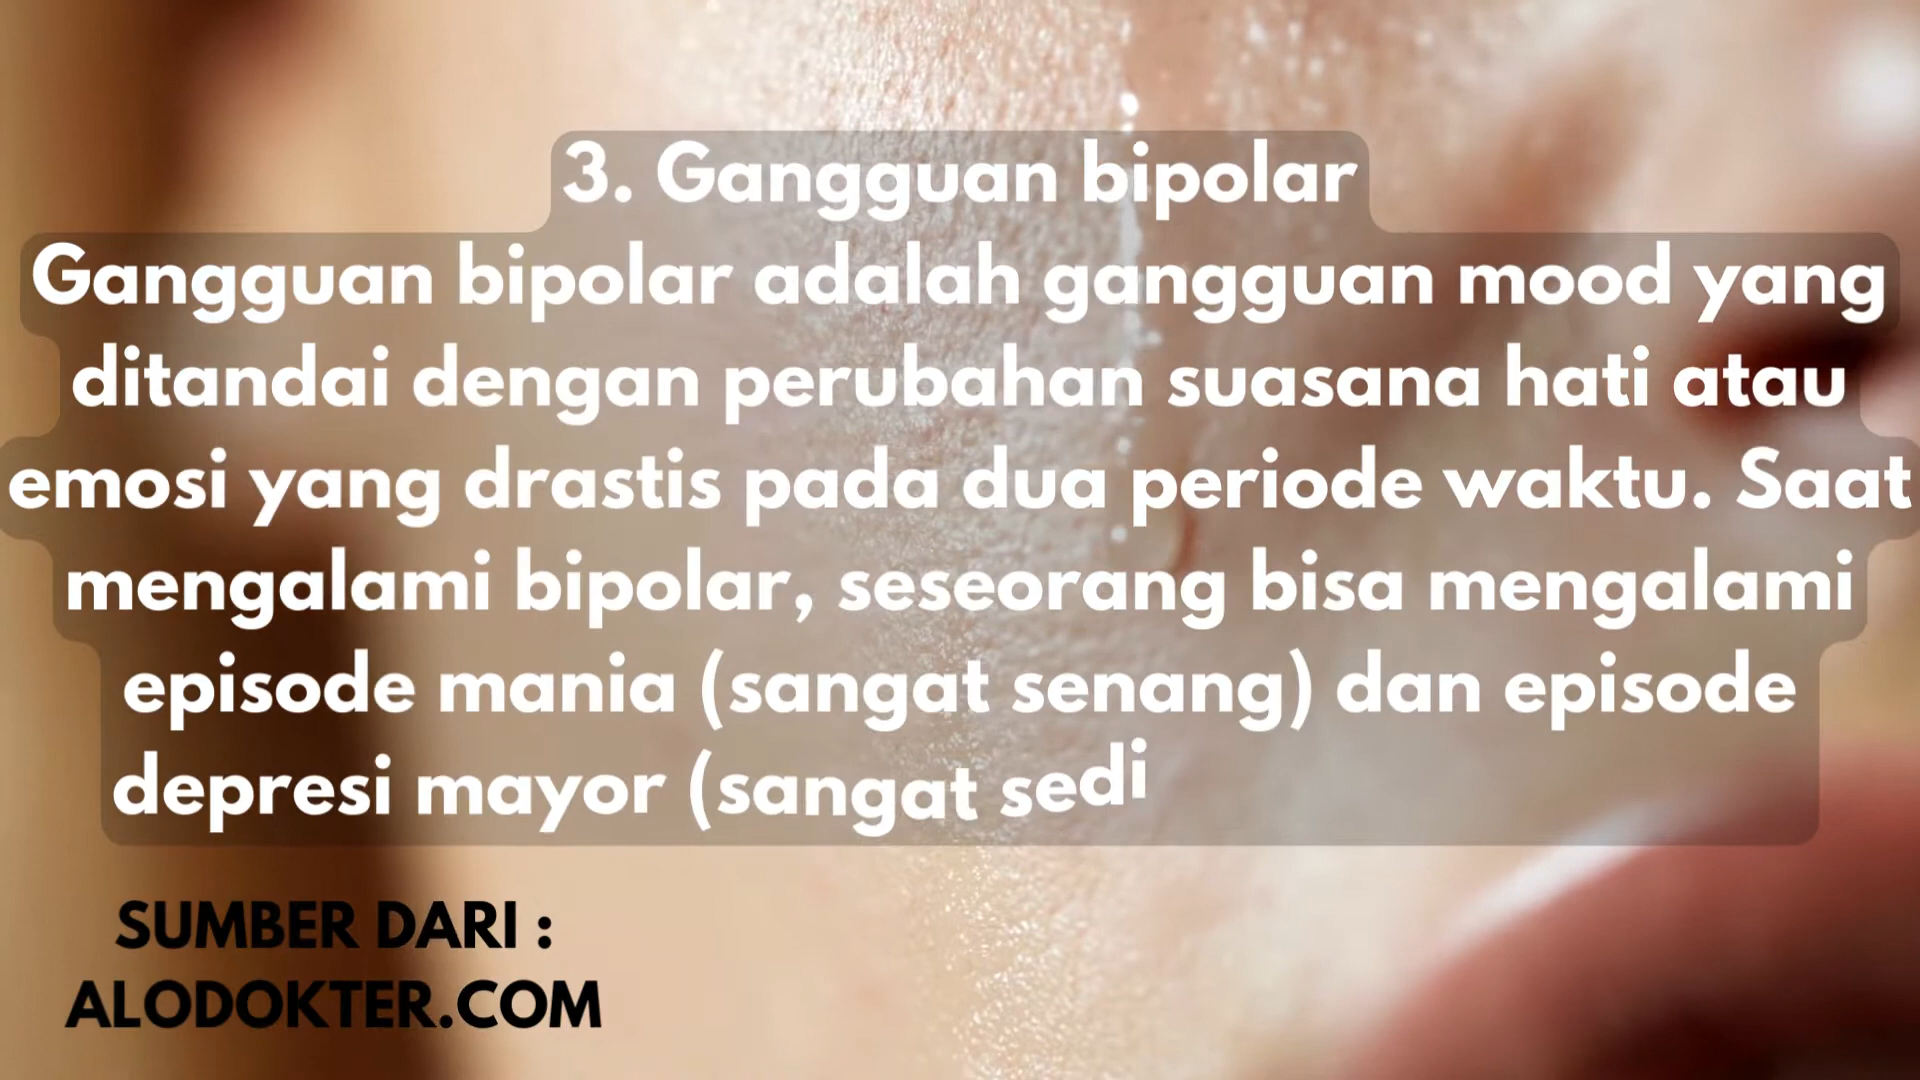 3. Gangguan bipolar
Gangguan bipolar adalah gangguan mood yang
ditandai dengan perubahan suasana hati atau
emosi yang drastis pada dua periode waktu. Saat
mengalami bipolar, seseorang bisa mengalami
episode mania (sangat senang) dan episode
depresi mayor (sangat sedi
SUMBER DARI :
ALODOKTER.COM